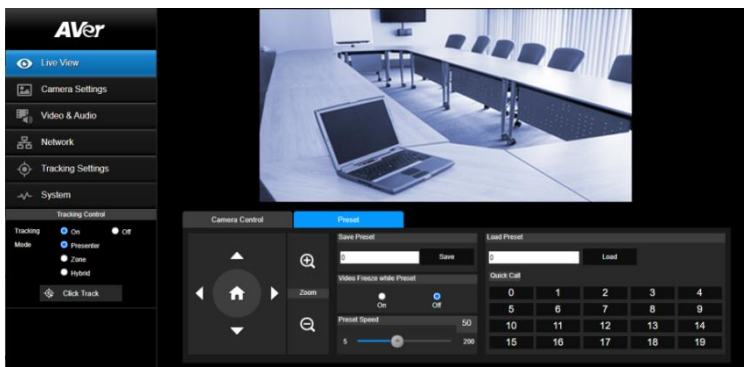 AVer
Live View
Camera Settings
Video & Audio
Network
Tracking Settings
System
Tracking Control
Tracking On Off
Mode Presenter
Zone
Hybrid
Click Track
Camera Control Preset
Zoom
Save Preset
0 Save
Video Freeze while Preset
On Off
Preset Speed 50
5 200
Load Preset
0 Load
Quick Call
0 1 2 3 4
5 6 7 8 9
10 11 12 13 14
15 16 17 18 19